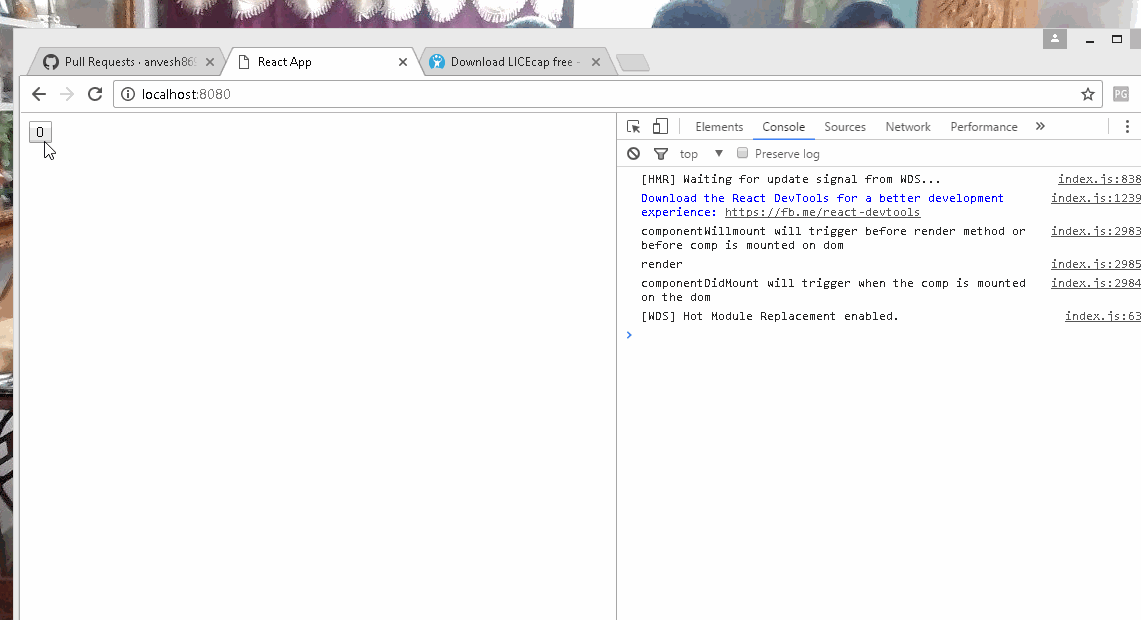 Pull Requests · anvesh86
React App
Download LICEcap free -
localhost:8080
PG
0
Elements Console Sources Network Performance »
top Preserve log
[HMR] Waiting for update signal from WDS... index.js:838
Download the React DevTools for a better development index.js:1239
experience: https://fb.me/react-devtools
componentWillmount will trigger before render method or index.js:2983
before comp is mounted on dom
render index.js:2985
componentDidMount will trigger when the comp is mounted index.js:2984
on the dom
[WDS] Hot Module Replacement enabled. index.js:63